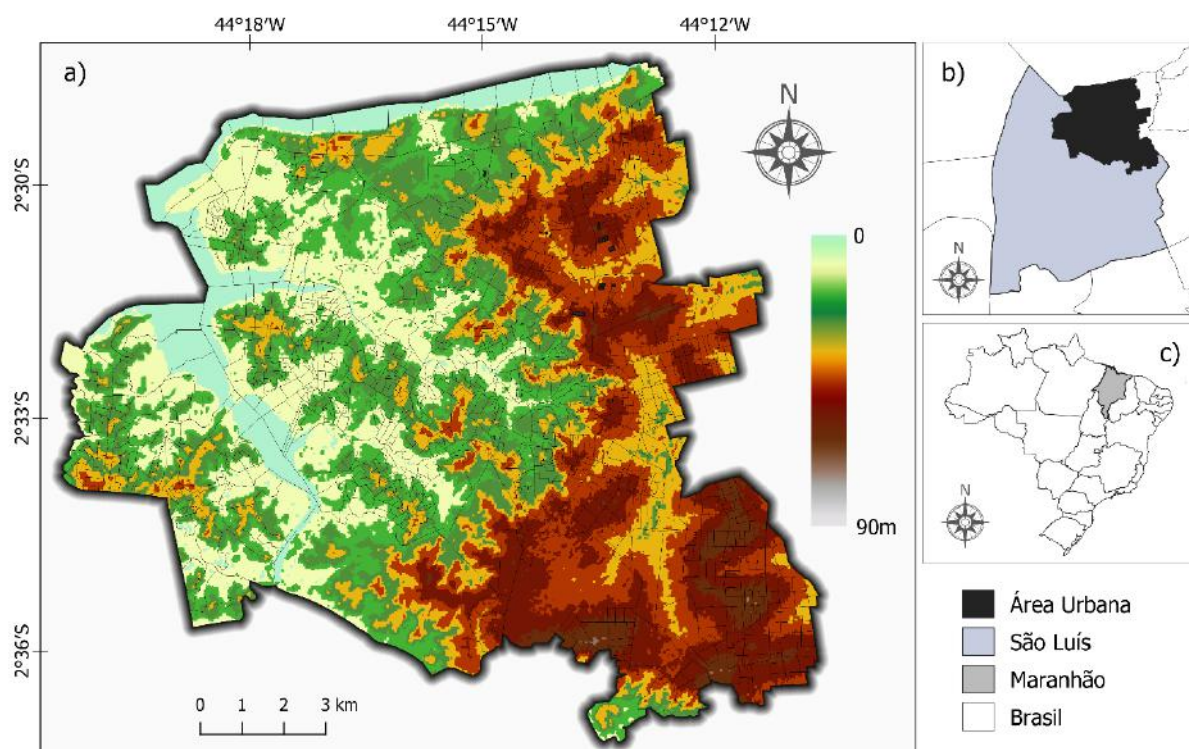 44°18'W 44°15'W 44°12'W
a)
N
2°30'S
2°33'S
2°36'S
0
90m
0 1 2 3 km
b)
N
c)
N
Área Urbana
São Luís
Maranhão
Brasil